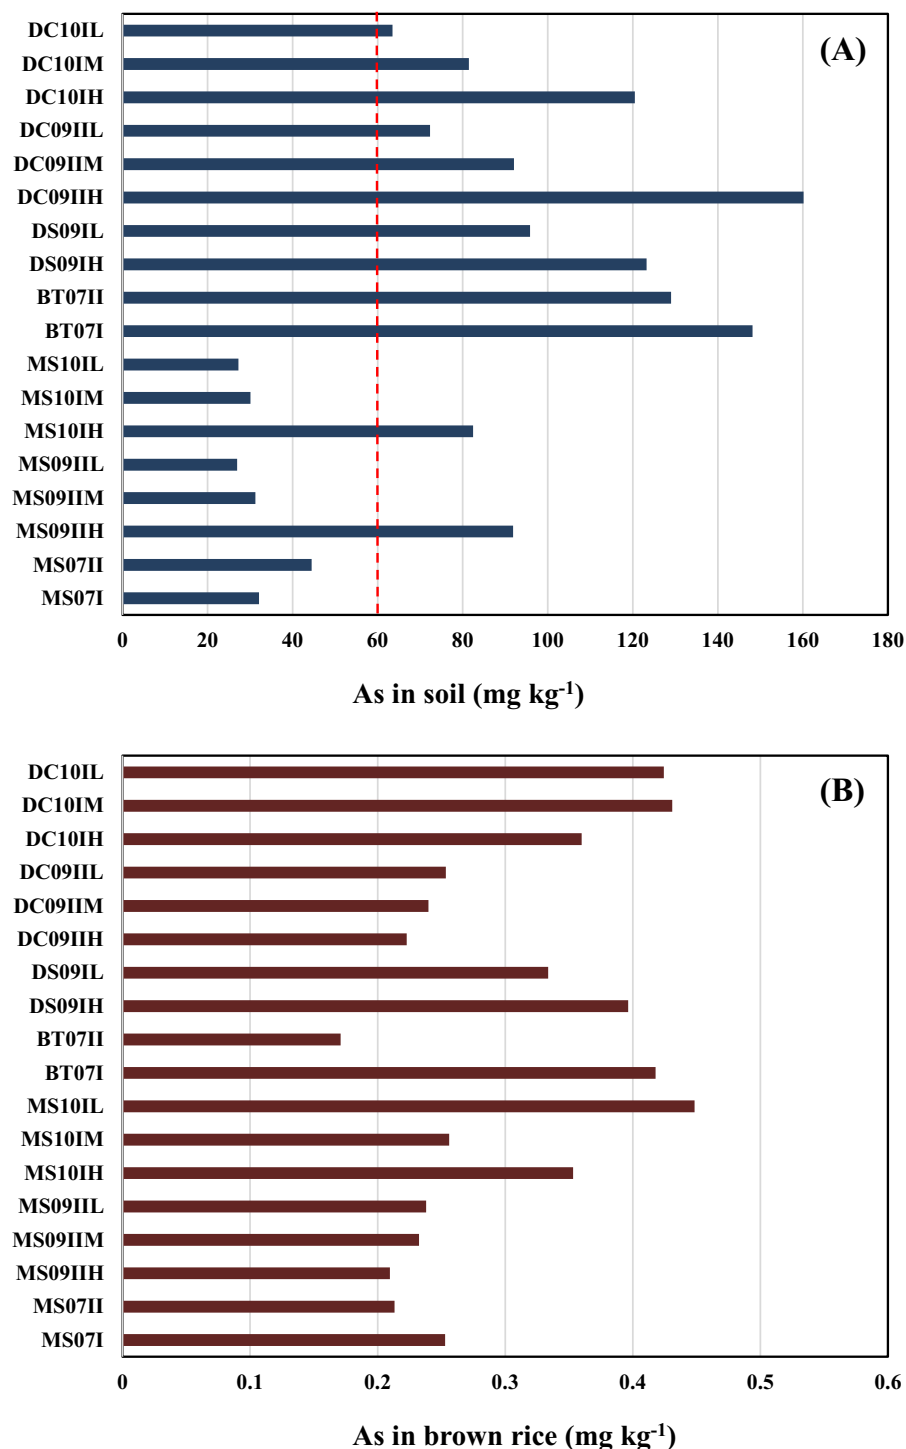 (A)
DC10IL
DC10IM
DC10IH
DC09IIL
DC09IIM
DC09IIH
DS09IL
DS09IH
BT07II
BT07I
MS10IL
MS10IM
MS10IH
MS09IIL
MS09IIM
MS09IIH
MS07II
MS07I
0 20 40 60 80 100 120 140 160 180
As in soil (mg kg⁻¹)
(B)
DC10IL
DC10IM
DC10IH
DC09IIL
DC09IIM
DC09IIH
DS09IL
DS09IH
BT07II
BT07I
MS10IL
MS10IM
MS10IH
MS09IIL
MS09IIM
MS09IIH
MS07II
MS07I
0 0.1 0.2 0.3 0.4 0.5 0.6
As in brown rice (mg kg⁻¹)